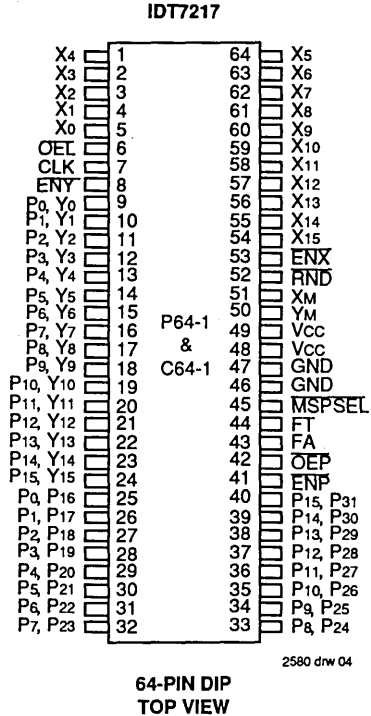 IDT7217
X4 1 64 X5
X3 2 63 X6
X2 3 62 X7
X1 4 61 X8
X0 5 60 X9
OEL 6 59 X10
CLK 7 58 X11
ENY 8 57 X12
P0, Y0 9 56 X13
P1, Y1 10 55 X14
P2, Y2 11 54 X15
P3, Y3 12 53 ENX
P4, Y4 13 52 RND
P5, Y5 14 51 XM
P6, Y6 15 50 YM
P7, Y7 16 P64-1 49 VCC
P8, Y8 17 & 48 VCC
P9, Y9 18 C64-1 47 GND
P10, Y10 19 46 GND
P11, Y11 20 45 MSPSEL
P12, Y12 21 44 FT
P13, Y13 22 43 FA
P14, Y14 23 42 OEP
P15, Y15 24 41 ENP
P0, P16 25 40 P15, P31
P1, P17 26 39 P14, P30
P2, P18 27 38 P13, P29
P3, P19 28 37 P12, P28
P4, P20 29 36 P11, P27
P5, P21 30 35 P10, P26
P6, P22 31 34 P9, P25
P7, P23 32 33 P8, P24
2580 drw 04
64-PIN DIP
TOP VIEW